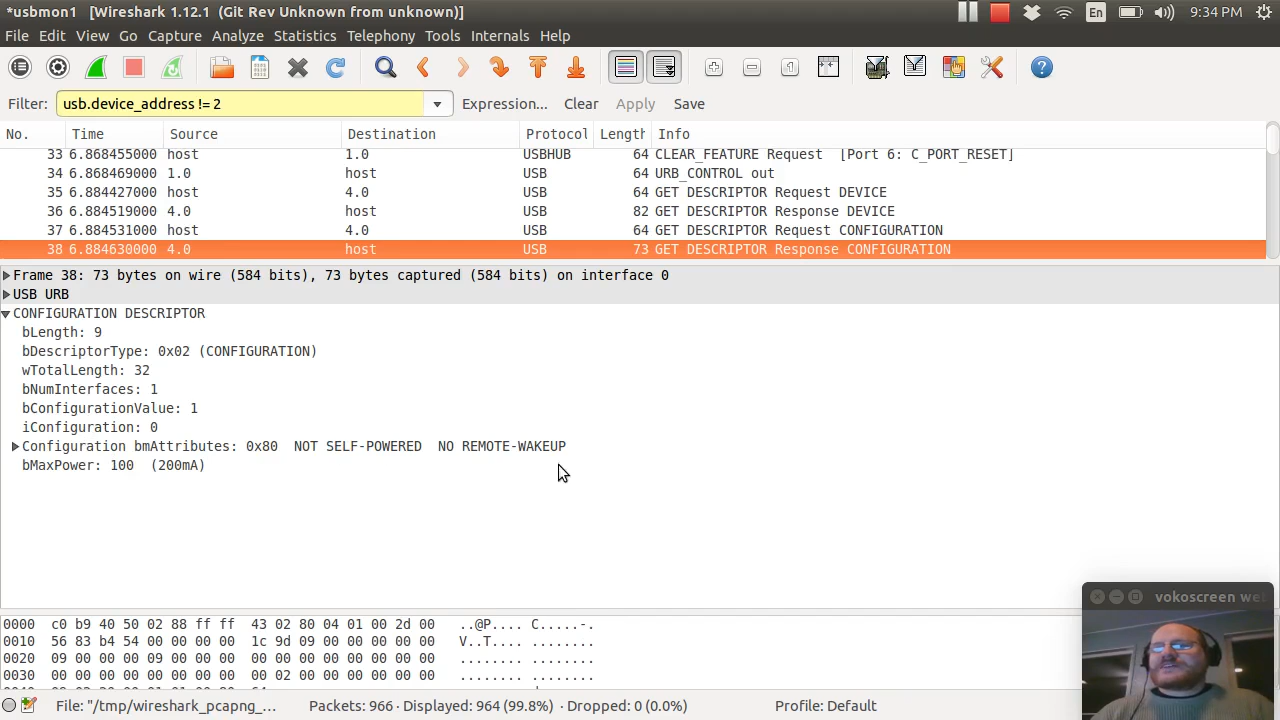 *usbmon1   [Wireshark 1.12.1  (Git Rev Unknown from unknown)]
En
9:34 PM
File Edit View Go Capture Analyze Statistics Telephony Tools Internals Help
Filter: usb.device_address != 2 Expression... Clear Apply Save
No. Time Source Destination Protocol Length Info
33 6.868455000 host 1.0 USBHUB 64 CLEAR_FEATURE Request  [Port 6: C_PORT_RESET]
34 6.868469000 1.0 host USB 64 URB_CONTROL out
35 6.884427000 host 4.0 USB 64 GET DESCRIPTOR Request DEVICE
36 6.884519000 4.0 host USB 82 GET DESCRIPTOR Response DEVICE
37 6.884531000 host 4.0 USB 64 GET DESCRIPTOR Request CONFIGURATION
38 6.884630000 4.0 host USB 73 GET DESCRIPTOR Response CONFIGURATION
Frame 38: 73 bytes on wire (584 bits), 73 bytes captured (584 bits) on interface 0
USB URB
CONFIGURATION DESCRIPTOR
bLength: 9
bDescriptorType: 0x02 (CONFIGURATION)
wTotalLength: 32
bNumInterfaces: 1
bConfigurationValue: 1
iConfiguration: 0
Configuration bmAttributes: 0x80  NOT SELF-POWERED  NO REMOTE-WAKEUP
bMaxPower: 100  (200mA)
vokoscreen we
0000  c0 b9 40 50 02 88 ff ff  43 02 80 04 01 00 2d 00  ..@P.... C.....-.
0010  56 83 b4 54 00 00 00 00  1c 9d 09 00 00 00 00 00  V..T.... ........
0020  09 00 00 00 09 00 00 00  00 00 00 00 00 00 00 00  ........ ........
0030  00 00 00 00 00 00 00 00  00 02 00 00 00 00 00 00  ........ ........
File: "/tmp/wireshark_pcapng_... Packets: 966 · Displayed: 964 (99.8%) · Dropped: 0 (0.0%) Profile: Default